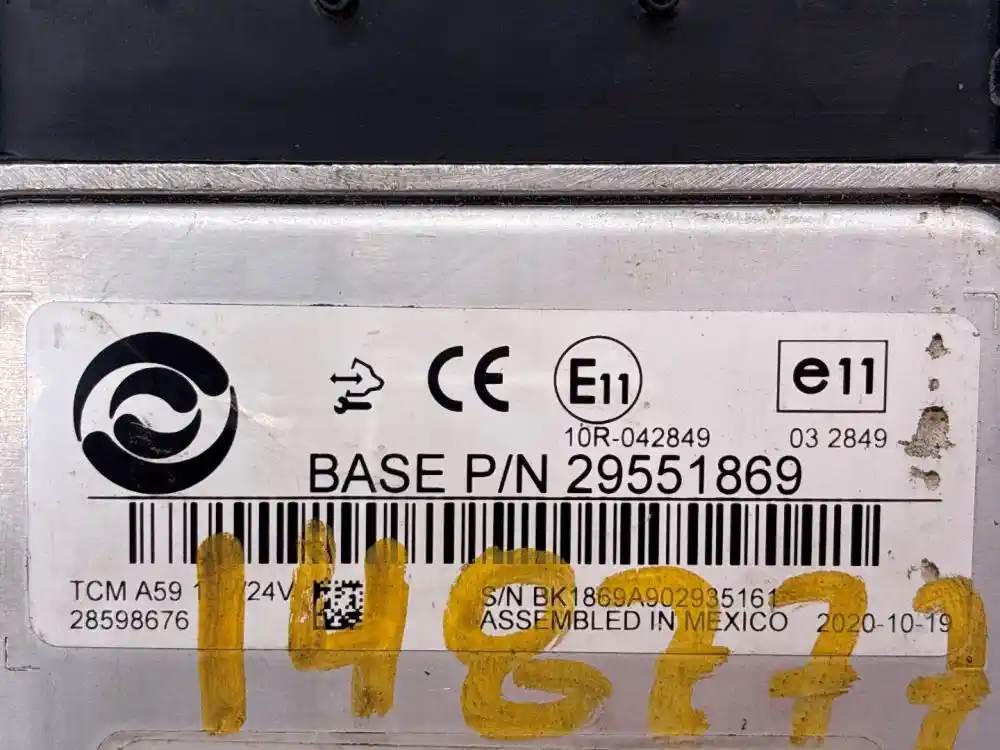 CE E11 e11
10R-042849 03 2849
BASE P/N 29551869
TCM A59 /24V S/N BK1869A902935161
28598676 ASSEMBLED IN MEXICO 2020-10-19
148777